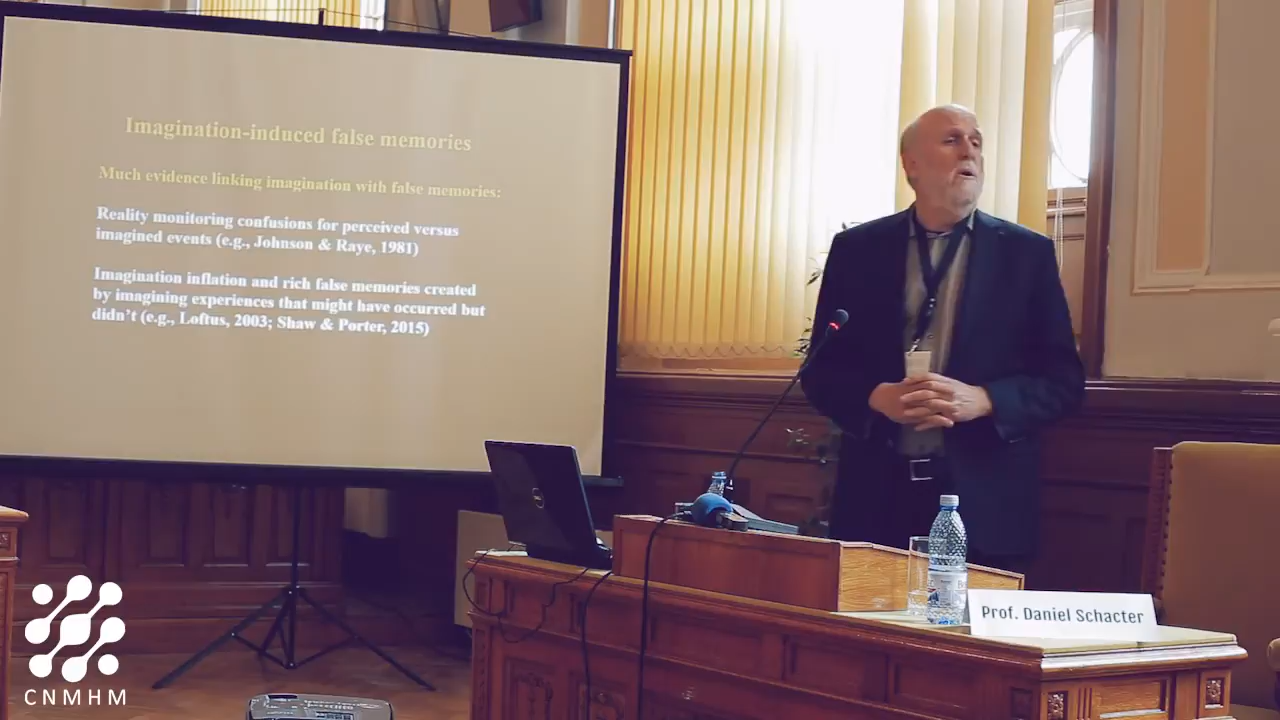 Imagination-induced false memories
Much evidence linking imagination with false memories:
Reality monitoring confusions for perceived versus
imagined events (e.g., Johnson & Raye, 1981)
Imagination inflation and rich false memories created
by imagining experiences that might have occurred but
didn't (e.g., Loftus, 2003; Shaw & Porter, 2015)
Prof. Daniel Schacter
CNMHM